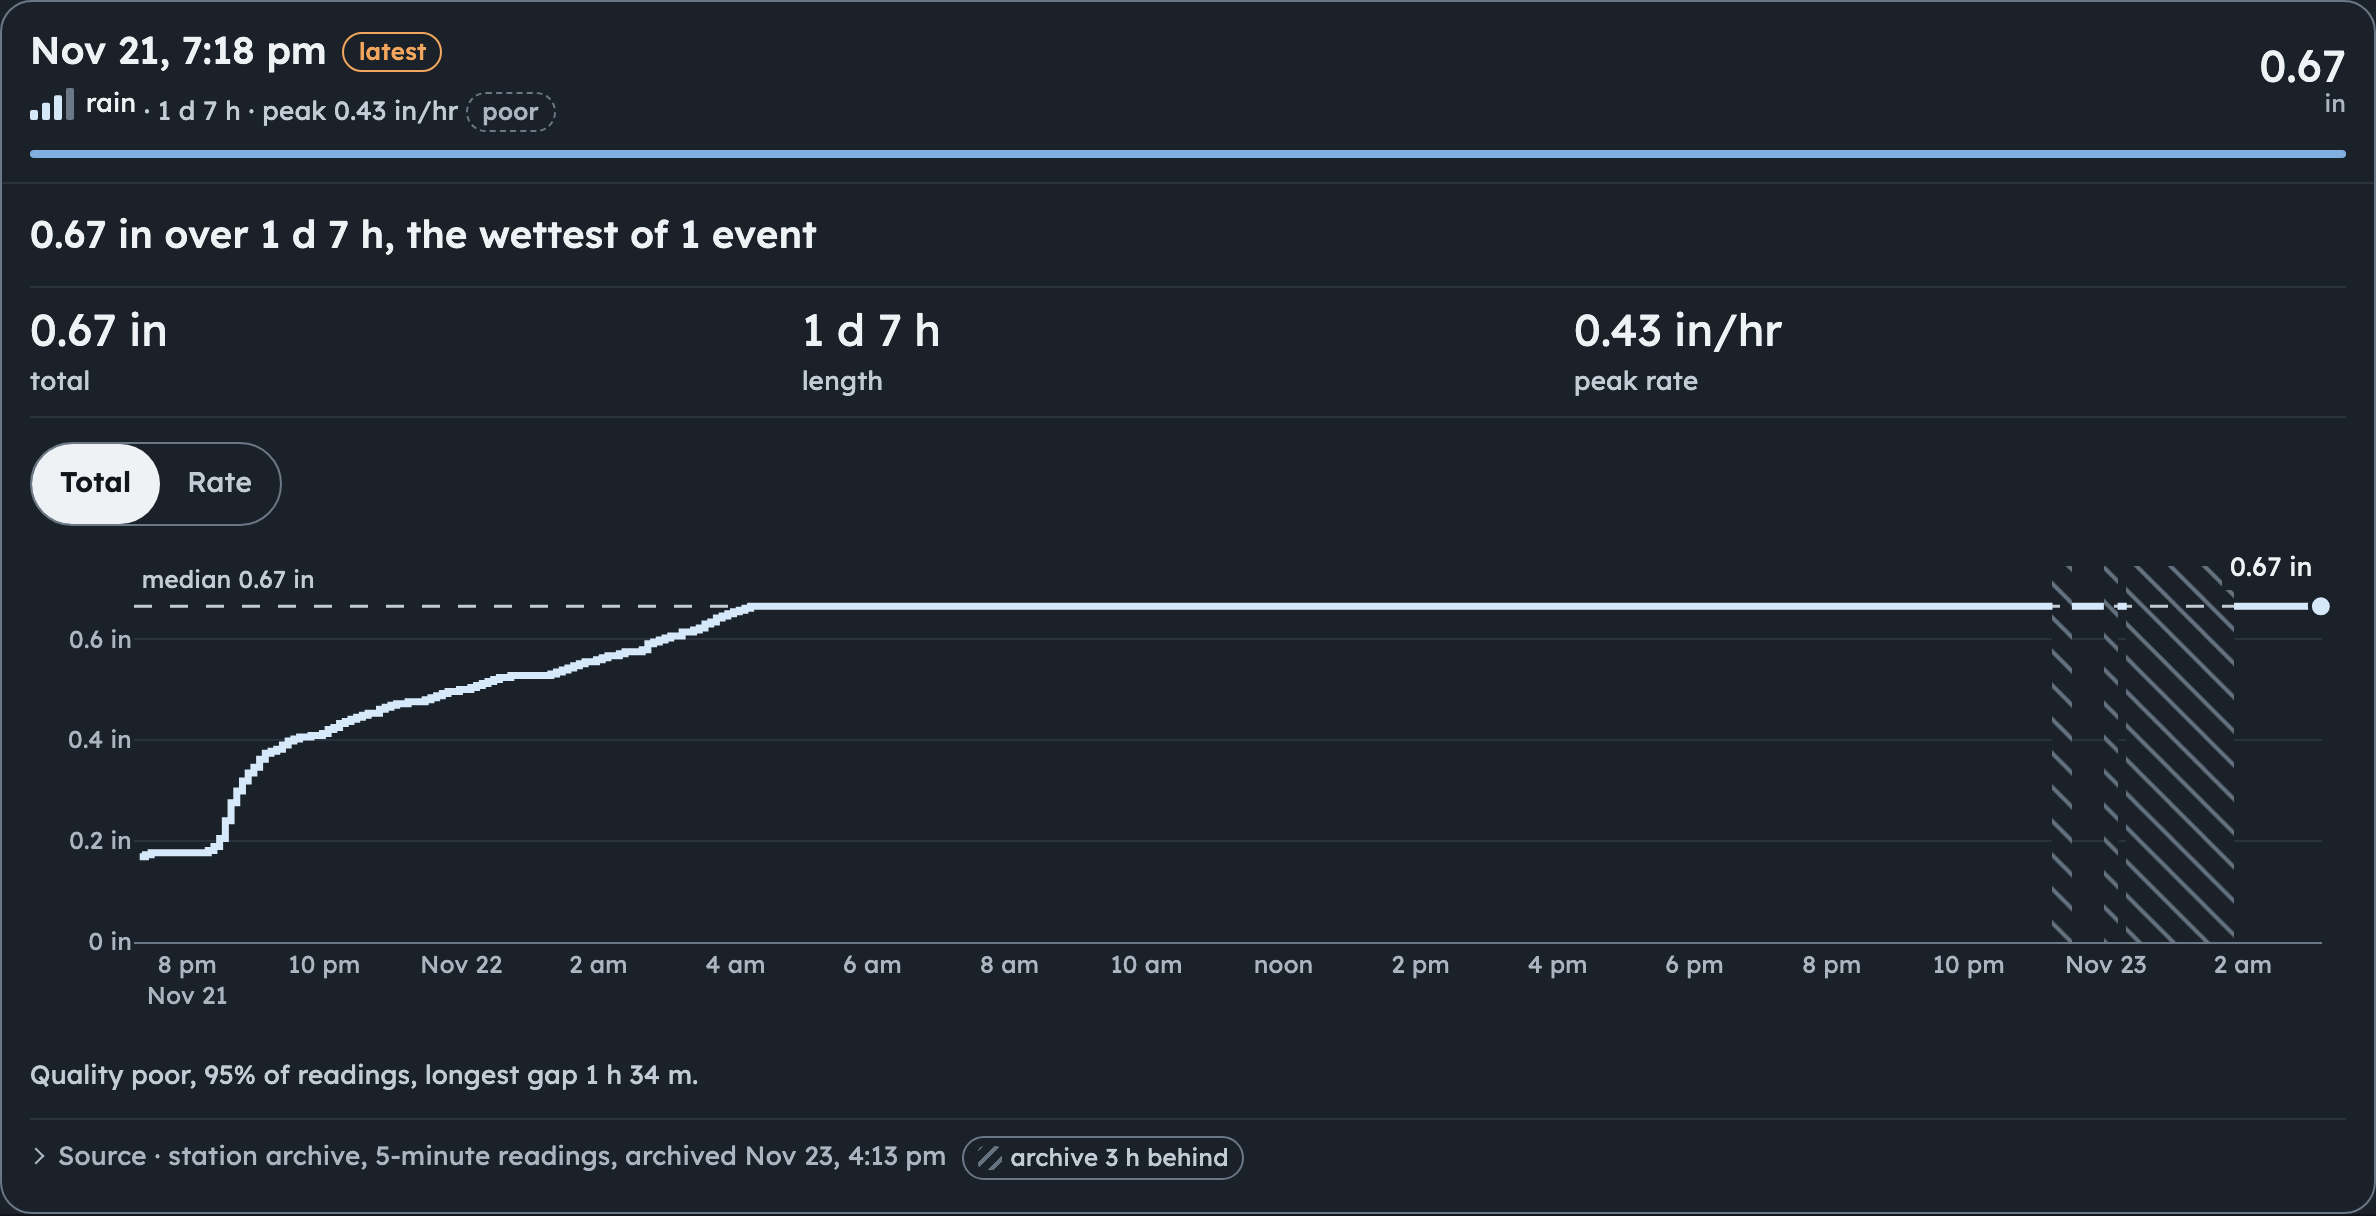 Nov 21, 7:18 pm latest
rain · 1 d 7 h · peak 0.43 in/hr poor
0.67
in
0.67 in over 1 d 7 h, the wettest of 1 event
0.67 in
total
1 d 7 h
length
0.43 in/hr
peak rate
Total Rate
median 0.67 in
0.67 in
0.6 in
0.4 in
0.2 in
0 in
8 pm 10 pm Nov 22 2 am 4 am 6 am 8 am 10 am noon 2 pm 4 pm 6 pm 8 pm 10 pm Nov 23 2 am
Nov 21
Quality poor, 95% of readings, longest gap 1 h 34 m.
Source · station archive, 5-minute readings, archived Nov 23, 4:13 pm archive 3 h behind